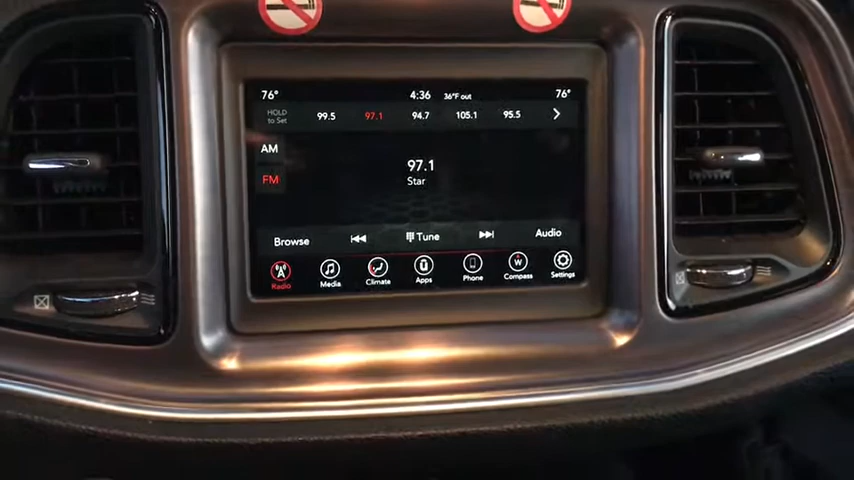 76° 4:36 36°F out 76°
HOLD
to Set
99.5 97.1 94.7 105.1 95.5
AM
97.1
FM
Star
Browse Tune Audio
Radio Media Climate Apps Phone W Compass Settings